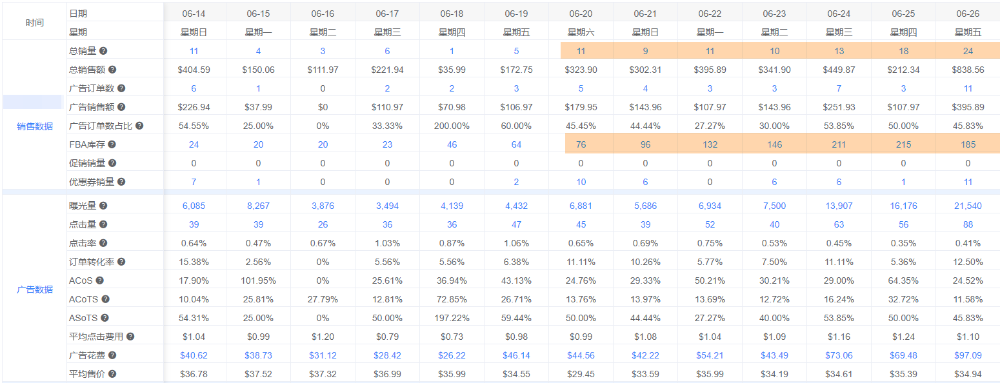 时间 日期 06-14 06-15 06-16 06-17 06-18 06-19 06-20 06-21 06-22 06-23 06-24 06-25 06-26
星期 星期日 星期一 星期二 星期三 星期四 星期五 星期六 星期日 星期一 星期二 星期三 星期四 星期五
销售数据
总销量 11 4 3 6 1 5 11 9 11 10 13 18 24
总销售额 $404.59 $150.06 $111.97 $221.94 $35.99 $172.75 $323.90 $302.31 $395.89 $341.90 $449.87 $212.34 $838.56
广告订单数 6 1 0 2 2 3 5 4 3 3 7 3 11
广告销售额 $226.94 $37.99 $0 $110.97 $70.98 $106.97 $179.95 $143.96 $107.97 $143.96 $251.93 $107.97 $395.89
广告订单数占比 54.55% 25.00% 0% 33.33% 200.00% 60.00% 45.45% 44.44% 27.27% 30.00% 53.85% 50.00% 45.83%
FBA库存 24 20 20 23 46 64 76 96 132 146 211 215 185
促销销量 0 0 0 0 0 0 0 0 0 0 0 0 0
优惠券销量 7 1 0 0 0 2 10 6 0 6 6 1 11
广告数据
曝光量 6,085 8,267 3,876 3,494 4,139 4,432 6,881 5,686 6,934 7,500 13,907 16,176 21,540
点击量 39 39 26 36 36 47 45 39 52 40 63 56 88
点击率 0.64% 0.47% 0.67% 1.03% 0.87% 1.06% 0.65% 0.69% 0.75% 0.53% 0.45% 0.35% 0.41%
订单转化率 15.38% 2.56% 0% 5.56% 5.56% 6.38% 11.11% 10.26% 5.77% 7.50% 11.11% 5.36% 12.50%
ACoS 17.90% 101.95% 0% 25.61% 36.94% 43.13% 24.76% 29.33% 50.21% 30.21% 29.00% 64.35% 24.52%
ACoTS 10.04% 25.81% 27.79% 12.81% 72.85% 26.71% 13.76% 13.97% 13.69% 12.72% 16.24% 32.72% 11.58%
ASoTS 54.31% 25.00% 0% 50.00% 197.22% 59.44% 50.00% 44.44% 27.27% 40.00% 53.85% 50.00% 45.83%
平均点击费用 $1.04 $0.99 $1.20 $0.79 $0.73 $0.98 $0.99 $1.08 $1.04 $1.09 $1.16 $1.24 $1.10
广告花费 $40.62 $38.73 $31.12 $28.42 $26.22 $46.14 $44.56 $42.22 $54.21 $43.49 $73.06 $69.48 $97.09
平均售价 $36.78 $37.52 $37.32 $36.99 $35.99 $34.55 $29.45 $33.59 $35.99 $34.19 $34.61 $35.39 $34.94